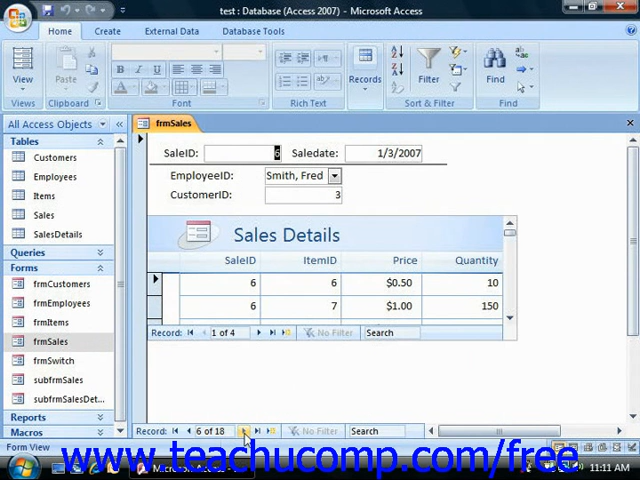 test : Database (Access 2007) - Microsoft Access
Home Create External Data Database Tools
View Paste Records Filter Find
Views Clipboard Font Rich Text Sort & Filter Find
All Access Objects
Tables
Customers
Employees
Items
Sales
SalesDetails
Queries
Forms
frmCustomers
frmEmployees
frmItems
frmSales
frmSwitch
subfrmSales
subfrmSalesDet...
Reports
Macros
frmSales
SaleID: 6 Saledate: 1/3/2007
EmployeeID: Smith, Fred
CustomerID: 3
Sales Details
SaleID ItemID Price Quantity
6 6 $0.50 10
6 7 $1.00 150
Record: 1 of 4 No Filter Search
Record: 6 of 18 No Filter Search
Form View
www.teachucomp.com/free
11:11 AM